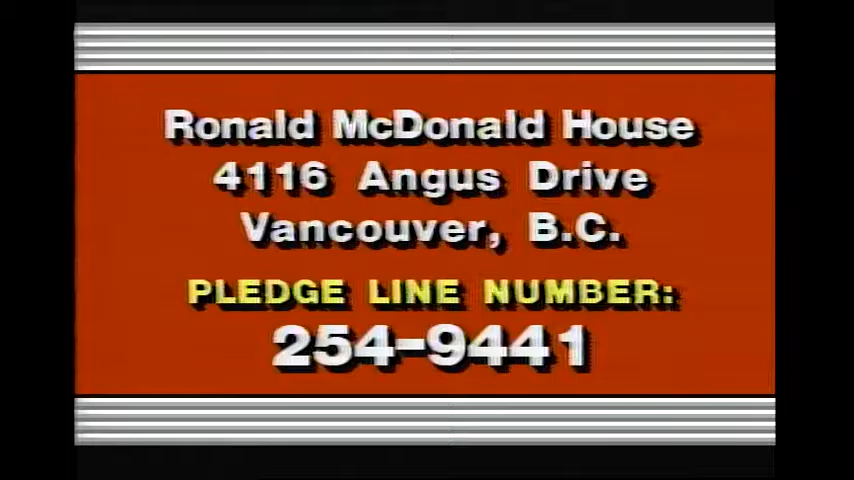 Ronald McDonald House
4116 Angus Drive
Vancouver, B.C.
PLEDGE LINE NUMBER:
254-9441